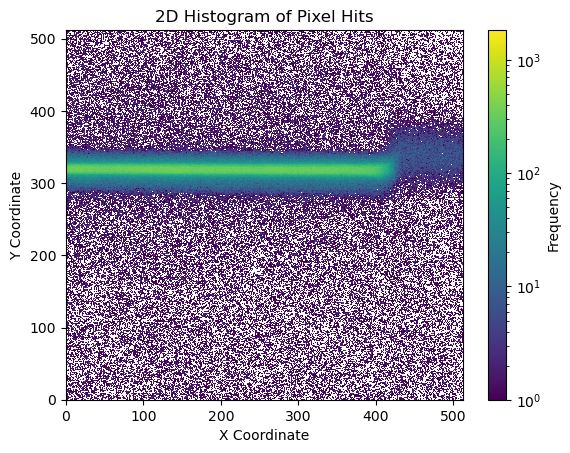 2D Histogram of Pixel Hits
500
400
300
200
100
0
Y Coordinate
0 100 200 300 400 500
X Coordinate
10³
10²
10¹
10⁰
Frequency